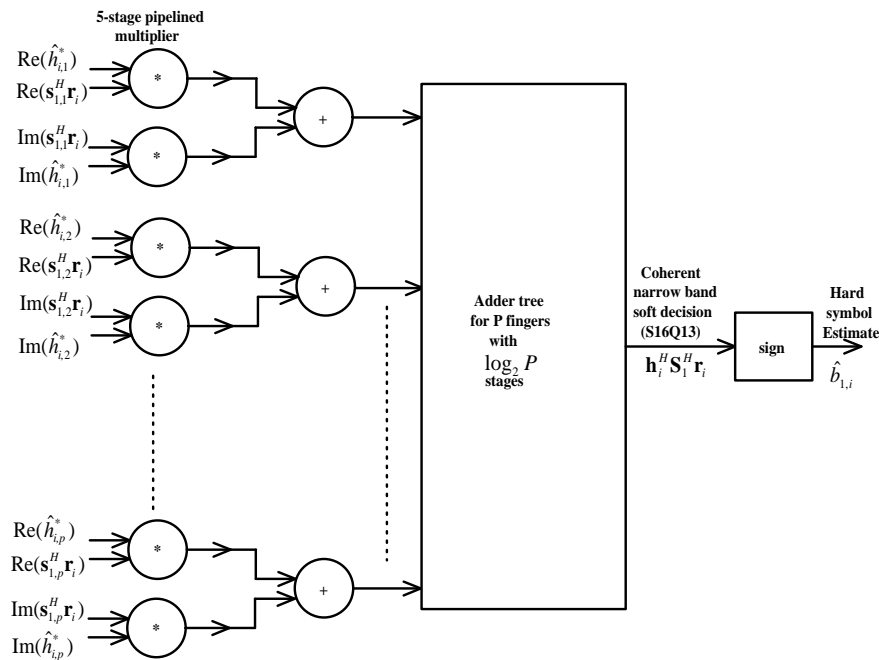 5-stage pipelined
multiplier
Re(ĥ*i,1)
Re(s^H1,1 ri)
*
Im(s^H1,1 ri)
Im(ĥ*i,1)
*
+
Re(ĥ*i,2)
Re(s^H1,2 ri)
*
Im(s^H1,2 ri)
Im(ĥ*i,2)
*
+
Re(ĥ*i,p)
Re(s^H1,p ri)
*
Im(s^H1,p ri)
Im(ĥ*i,p)
*
+
Adder tree
for P fingers
with
log2 P
stages
Coherent
narrow band
soft decision
(S16Q13)
h^Hi S^H1 ri
sign
Hard
symbol
Estimate
b̂1,i